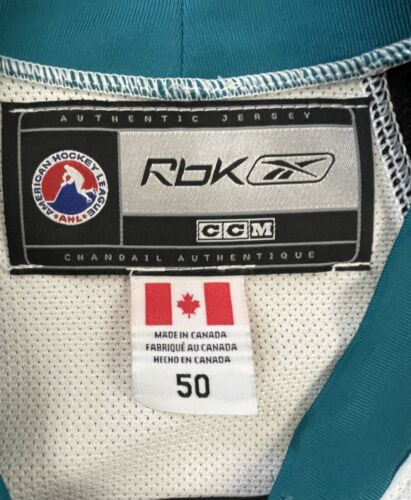 AUTHENTIC JERSEY
AMERICAN HOCKEY LEAGUE
AHL
Rbk
CCM
CHANDAIL AUTHENTIQUE
MADE IN CANADA
FABRIQUÉ AU CANADA
HECHO EN CANADA
50